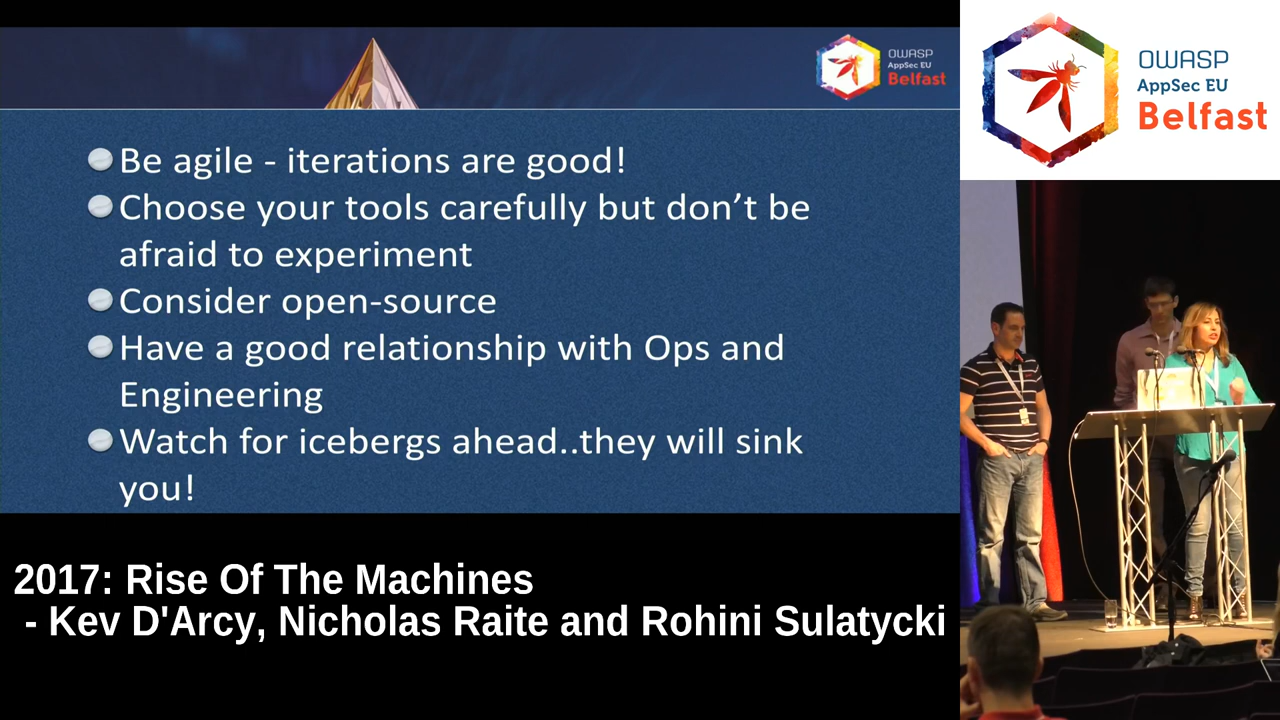 OWASP
AppSec EU
Belfast
Be agile - iterations are good!
Choose your tools carefully but don't be
afraid to experiment
Consider open-source
Have a good relationship with Ops and
Engineering
Watch for icebergs ahead..they will sink
you!
2017: Rise Of The Machines
- Kev D'Arcy, Nicholas Raite and Rohini Sulatycki
OWASP
AppSec EU
Belfast